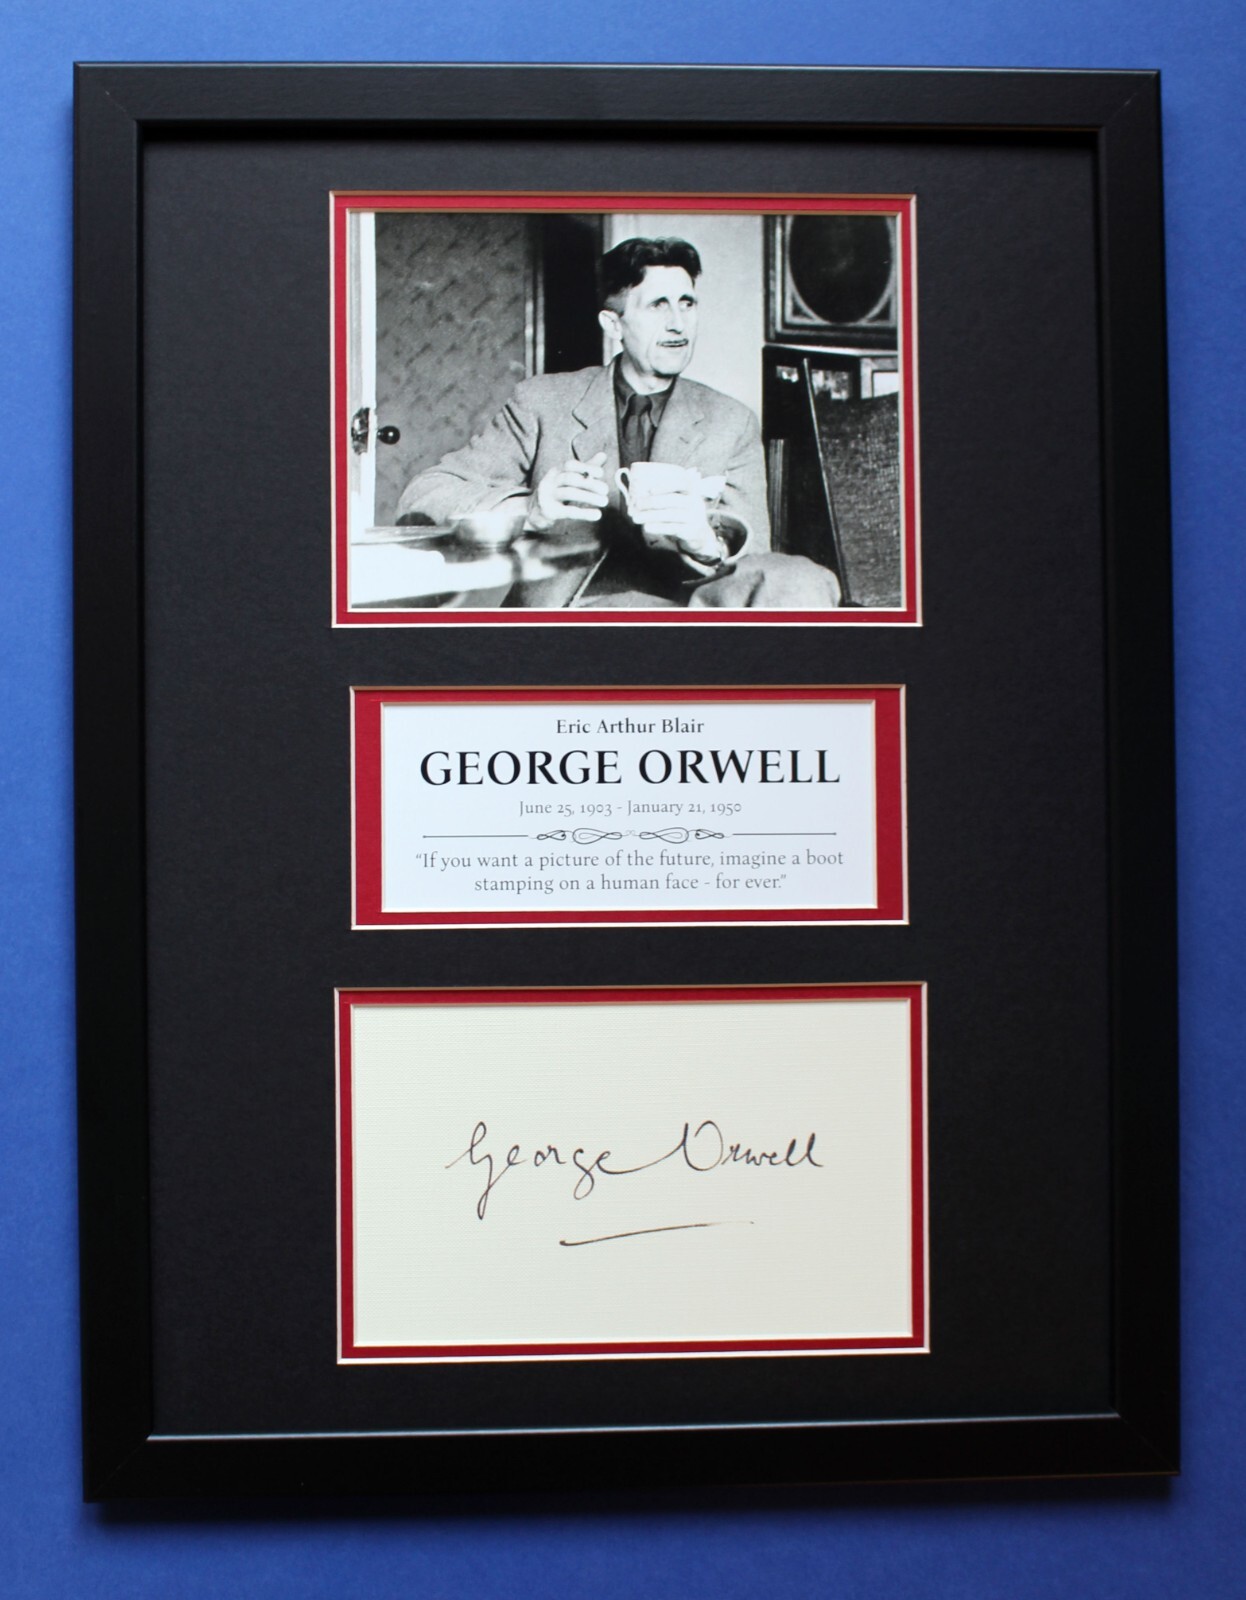 Eric Arthur Blair
GEORGE ORWELL
June 25, 1903 - January 21, 1950
“If you want a picture of the future, imagine a boot
stamping on a human face - for ever.”
George Orwell